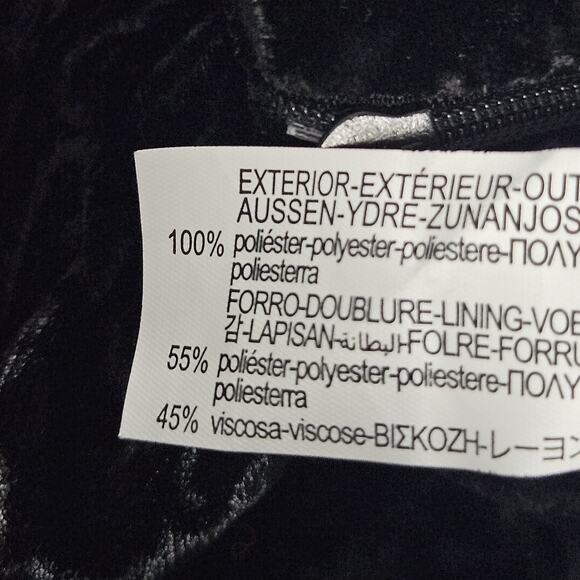 EXTERIOR-EXTÉRIEUR-OUT
AUSSEN-YDRE-ZUNANJOS
100% poliéster-polyester-poliestere-ΠΟΛΥ
poliesterra
FORRO-DOUBLURE-LINING-VOE
감-LAPISAN-البطانة-FOLRE-FORRU
55% poliéster-polyester-poliestere-ΠΟΛΥ
poliesterra
45% viscosa-viscose-ΒΙΣΚΟΖΗ-レーヨン